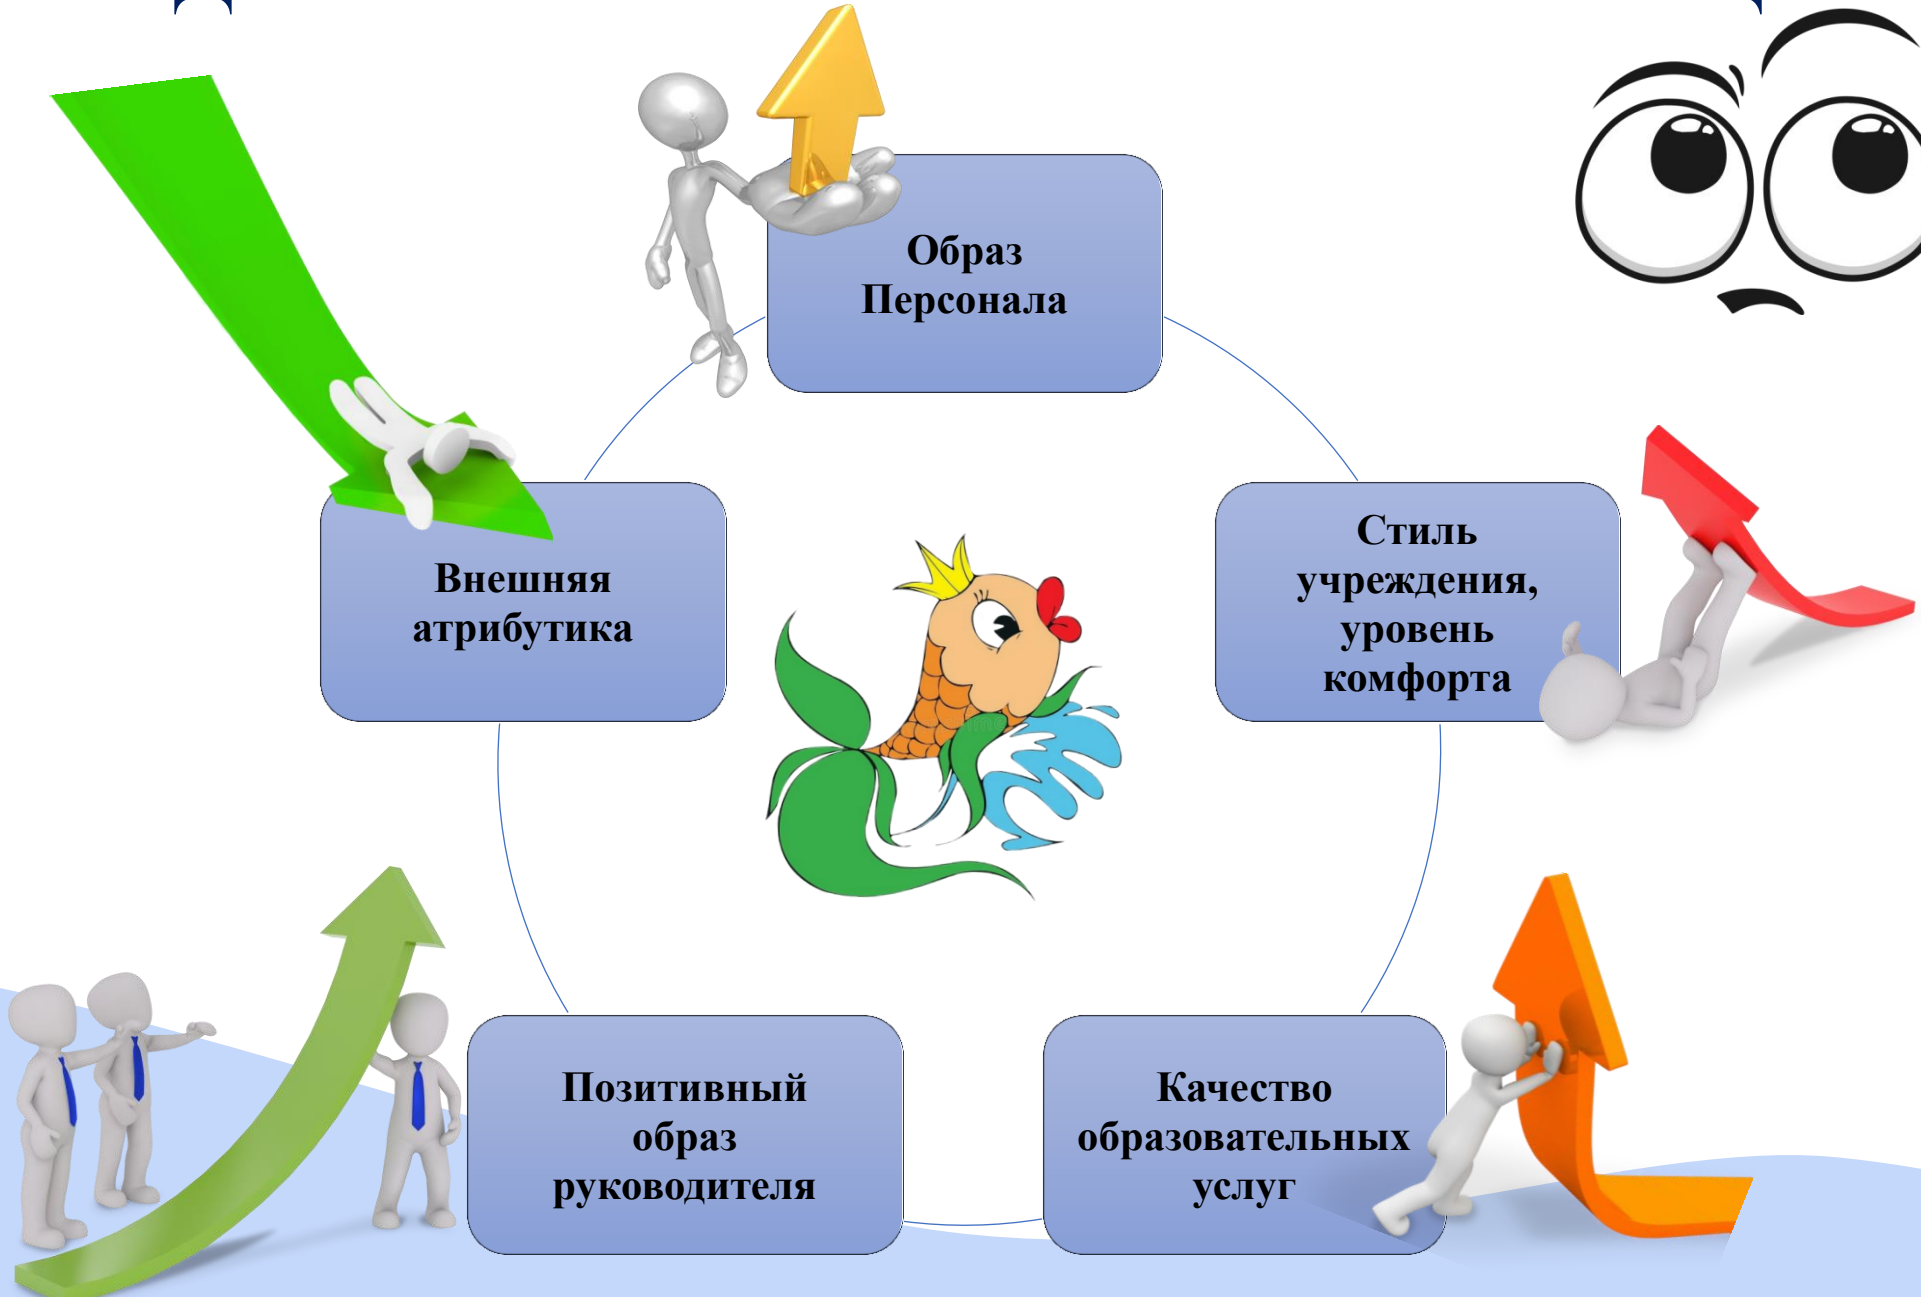 Образ
Персонала
Стиль
учреждения,
уровень
комфорта
Качество
образовательных
услуг
Позитивный
образ
руководителя
Внешняя
атрибутика